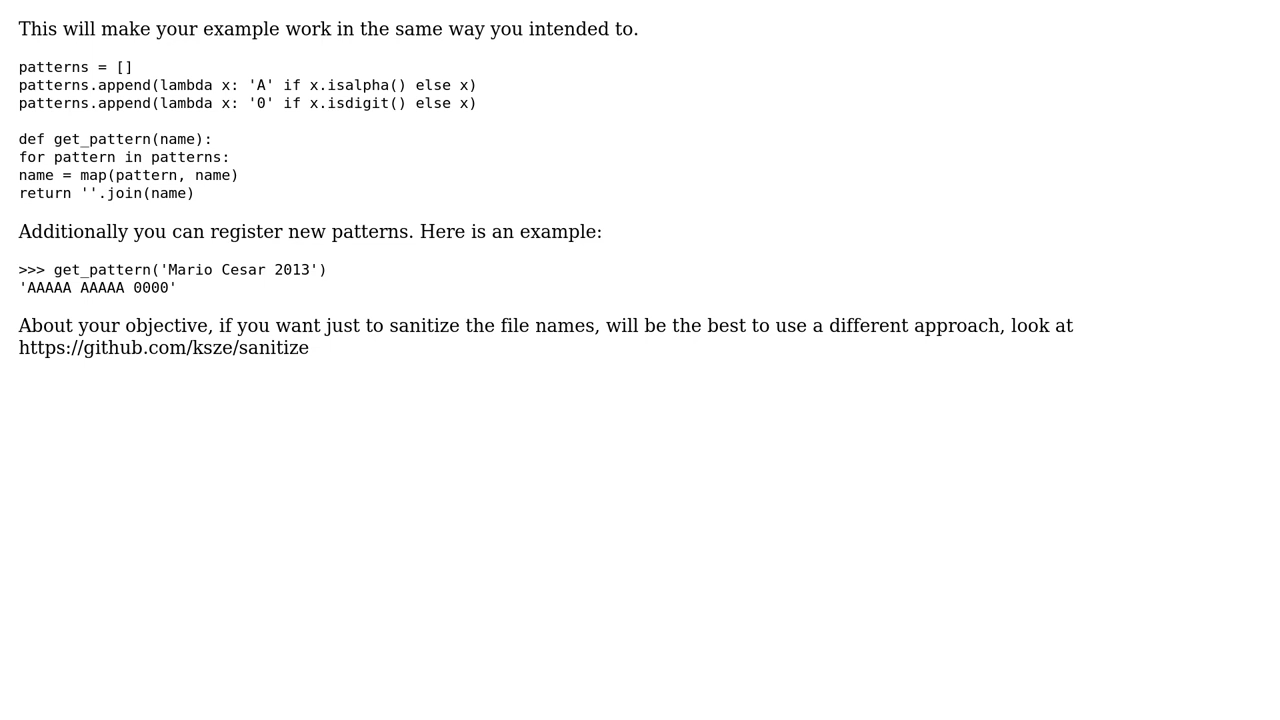 This will make your example work in the same way you intended to.
patterns = []
patterns.append(lambda x: 'A' if x.isalpha() else x)
patterns.append(lambda x: '0' if x.isdigit() else x)
def get_pattern(name):
for pattern in patterns:
name = map(pattern, name)
return ''.join(name)
Additionally you can register new patterns. Here is an example:
>>> get_pattern('Mario Cesar 2013')
'AAAAA AAAAA 0000'
About your objective, if you want just to sanitize the file names, will be the best to use a different approach, look at
https://github.com/ksze/sanitize